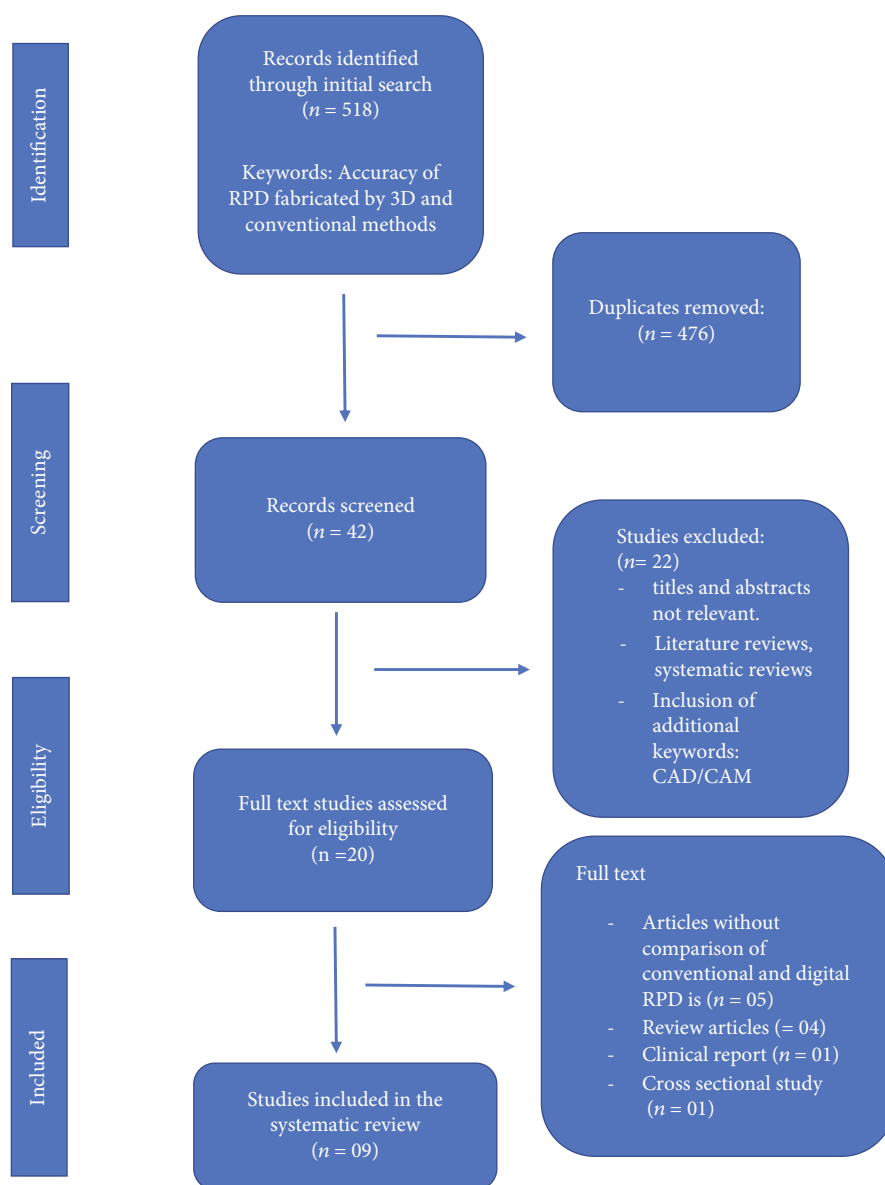 Identification
Records identified
through initial search
(n = 518)
Keywords: Accuracy of
RPD fabricated by 3D and
conventional methods
Duplicates removed:
(n = 476)
Screening
Records screened
(n = 42)
Studies excluded:
(n= 22)
- titles and abstracts
not relevant.
- Literature reviews,
systematic reviews
- Inclusion of
additional
keywords:
CAD/CAM
Eligibility
Full text studies assessed
for eligibility
(n =20)
Full text
- Articles without
comparison of
conventional and digital
RPD is (n = 05)
- Review articles (= 04)
- Clinical report (n = 01)
- Cross sectional study
(n = 01)
Included
Studies included in the
systematic review
(n = 09)